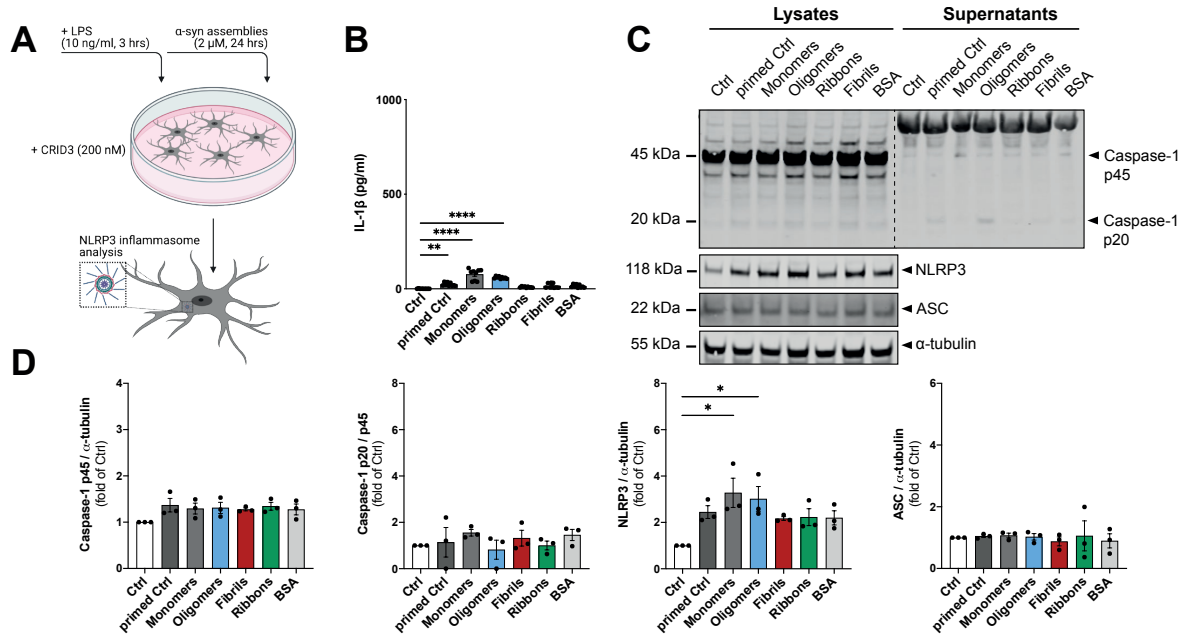 A
+ LPS
(10 ng/ml, 3 hrs)
α-syn assemblies
(2 µM, 24 hrs)
+ CRID3 (200 nM)
NLRP3 inflammasome
analysis
B
IL-1β (pg/ml)
1000
500
0
**
****
****
Ctrl
primed Ctrl
Monomers
Oligomers
Ribbons
Fibrils
BSA
C
Lysates
Supernatants
Ctrl
primed Ctrl
Monomers
Oligomers
Ribbons
Fibrils
BSA
Ctrl
primed Ctrl
Monomers
Oligomers
Ribbons
Fibrils
BSA
45 kDa
Caspase-1
p45
20 kDa
Caspase-1
p20
118 kDa
NLRP3
22 kDa
ASC
55 kDa
α-tubulin
D
Caspase-1 p45 / α-tubulin
(fold of Ctrl)
4
3
2
1
0
Ctrl
primed Ctrl
Monomers
Oligomers
Fibrils
Ribbons
BSA
Caspase-1 p20 / p45
(fold of Ctrl)
8
6
4
2
0
Ctrl
primed Ctrl
Monomers
Oligomers
Fibrils
Ribbons
BSA
NLRP3 / α-tubulin
(fold of Ctrl)
8
6
4
2
0
*
*
Ctrl
primed Ctrl
Monomers
Oligomers
Fibrils
Ribbons
BSA
ASC / α-tubulin
(fold of Ctrl)
6
4
2
0
Ctrl
primed Ctrl
Monomers
Oligomers
Fibrils
Ribbons
BSA